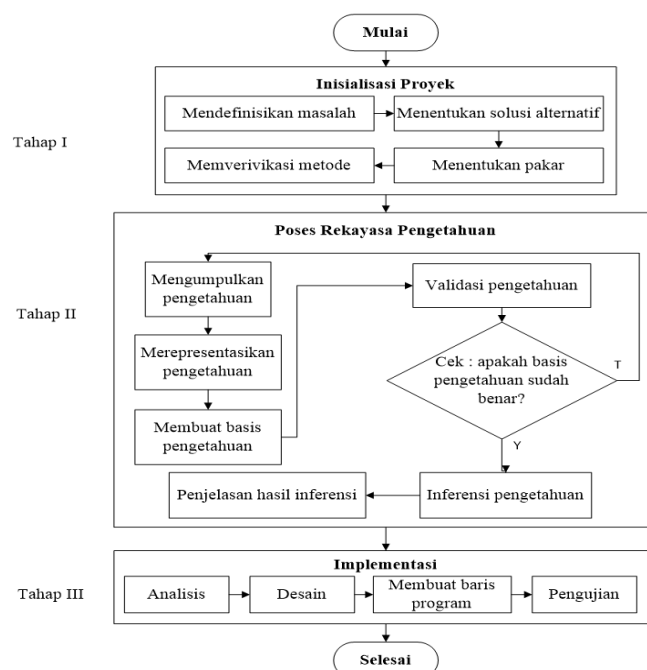 Mulai
Inisialisasi Proyek
Mendefinisikan masalah
Menentukan solusi alternatif
Tahap I
Memverivikasi metode
Menentukan pakar
Poses Rekayasa Pengetahuan
Mengumpulkan
pengetahuan
Validasi pengetahuan
Tahap II
Merepresentasikan
pengetahuan
Cek : apakah basis
pengetahuan sudah
benar?
T
Membuat basis
pengetahuan
Y
Penjelasan hasil inferensi
Inferensi pengetahuan
Implementasi
Tahap III
Analisis
Desain
Membuat baris
program
Pengujian
Selesai